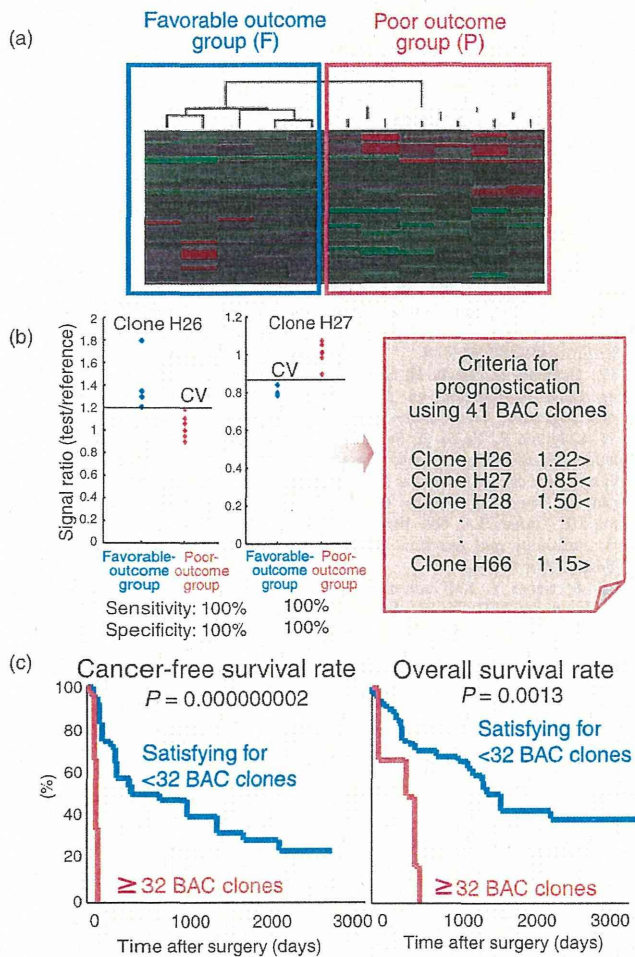 (a)
Favorable outcome
group (F)
Poor outcome
group (P)
(b)
Signal ratio (test/reference)
2
1.8
1.6
1.4
1.2
1
0.8
0.6
0.4
0.2
0
Clone H26
CV
Favorable-
outcome
group
Poor-
outcome
group
1.2
1
0.8
0.6
0.4
0.2
0
Clone H27
CV
Favorable-
outcome
group
Poor-
outcome
group
Sensitivity: 100% 100%
Specificity: 100% 100%
Criteria for
prognostication
using 41 BAC clones
Clone H26 1.22>
Clone H27 0.85<
Clone H28 1.50<
. .
. .
Clone H66 1.15>
(c)
Cancer-free survival rate
P = 0.000000002
Satisfying for
<32 BAC clones
≥ 32 BAC clones
(%)
100
80
60
40
20
0
0 1000 2000 3000
Time after surgery (days)
Overall survival rate
P = 0.0013
Satisfying for
<32 BAC clones
≥ 32 BAC clones
0 1000 2000 3000
Time after surgery (days)